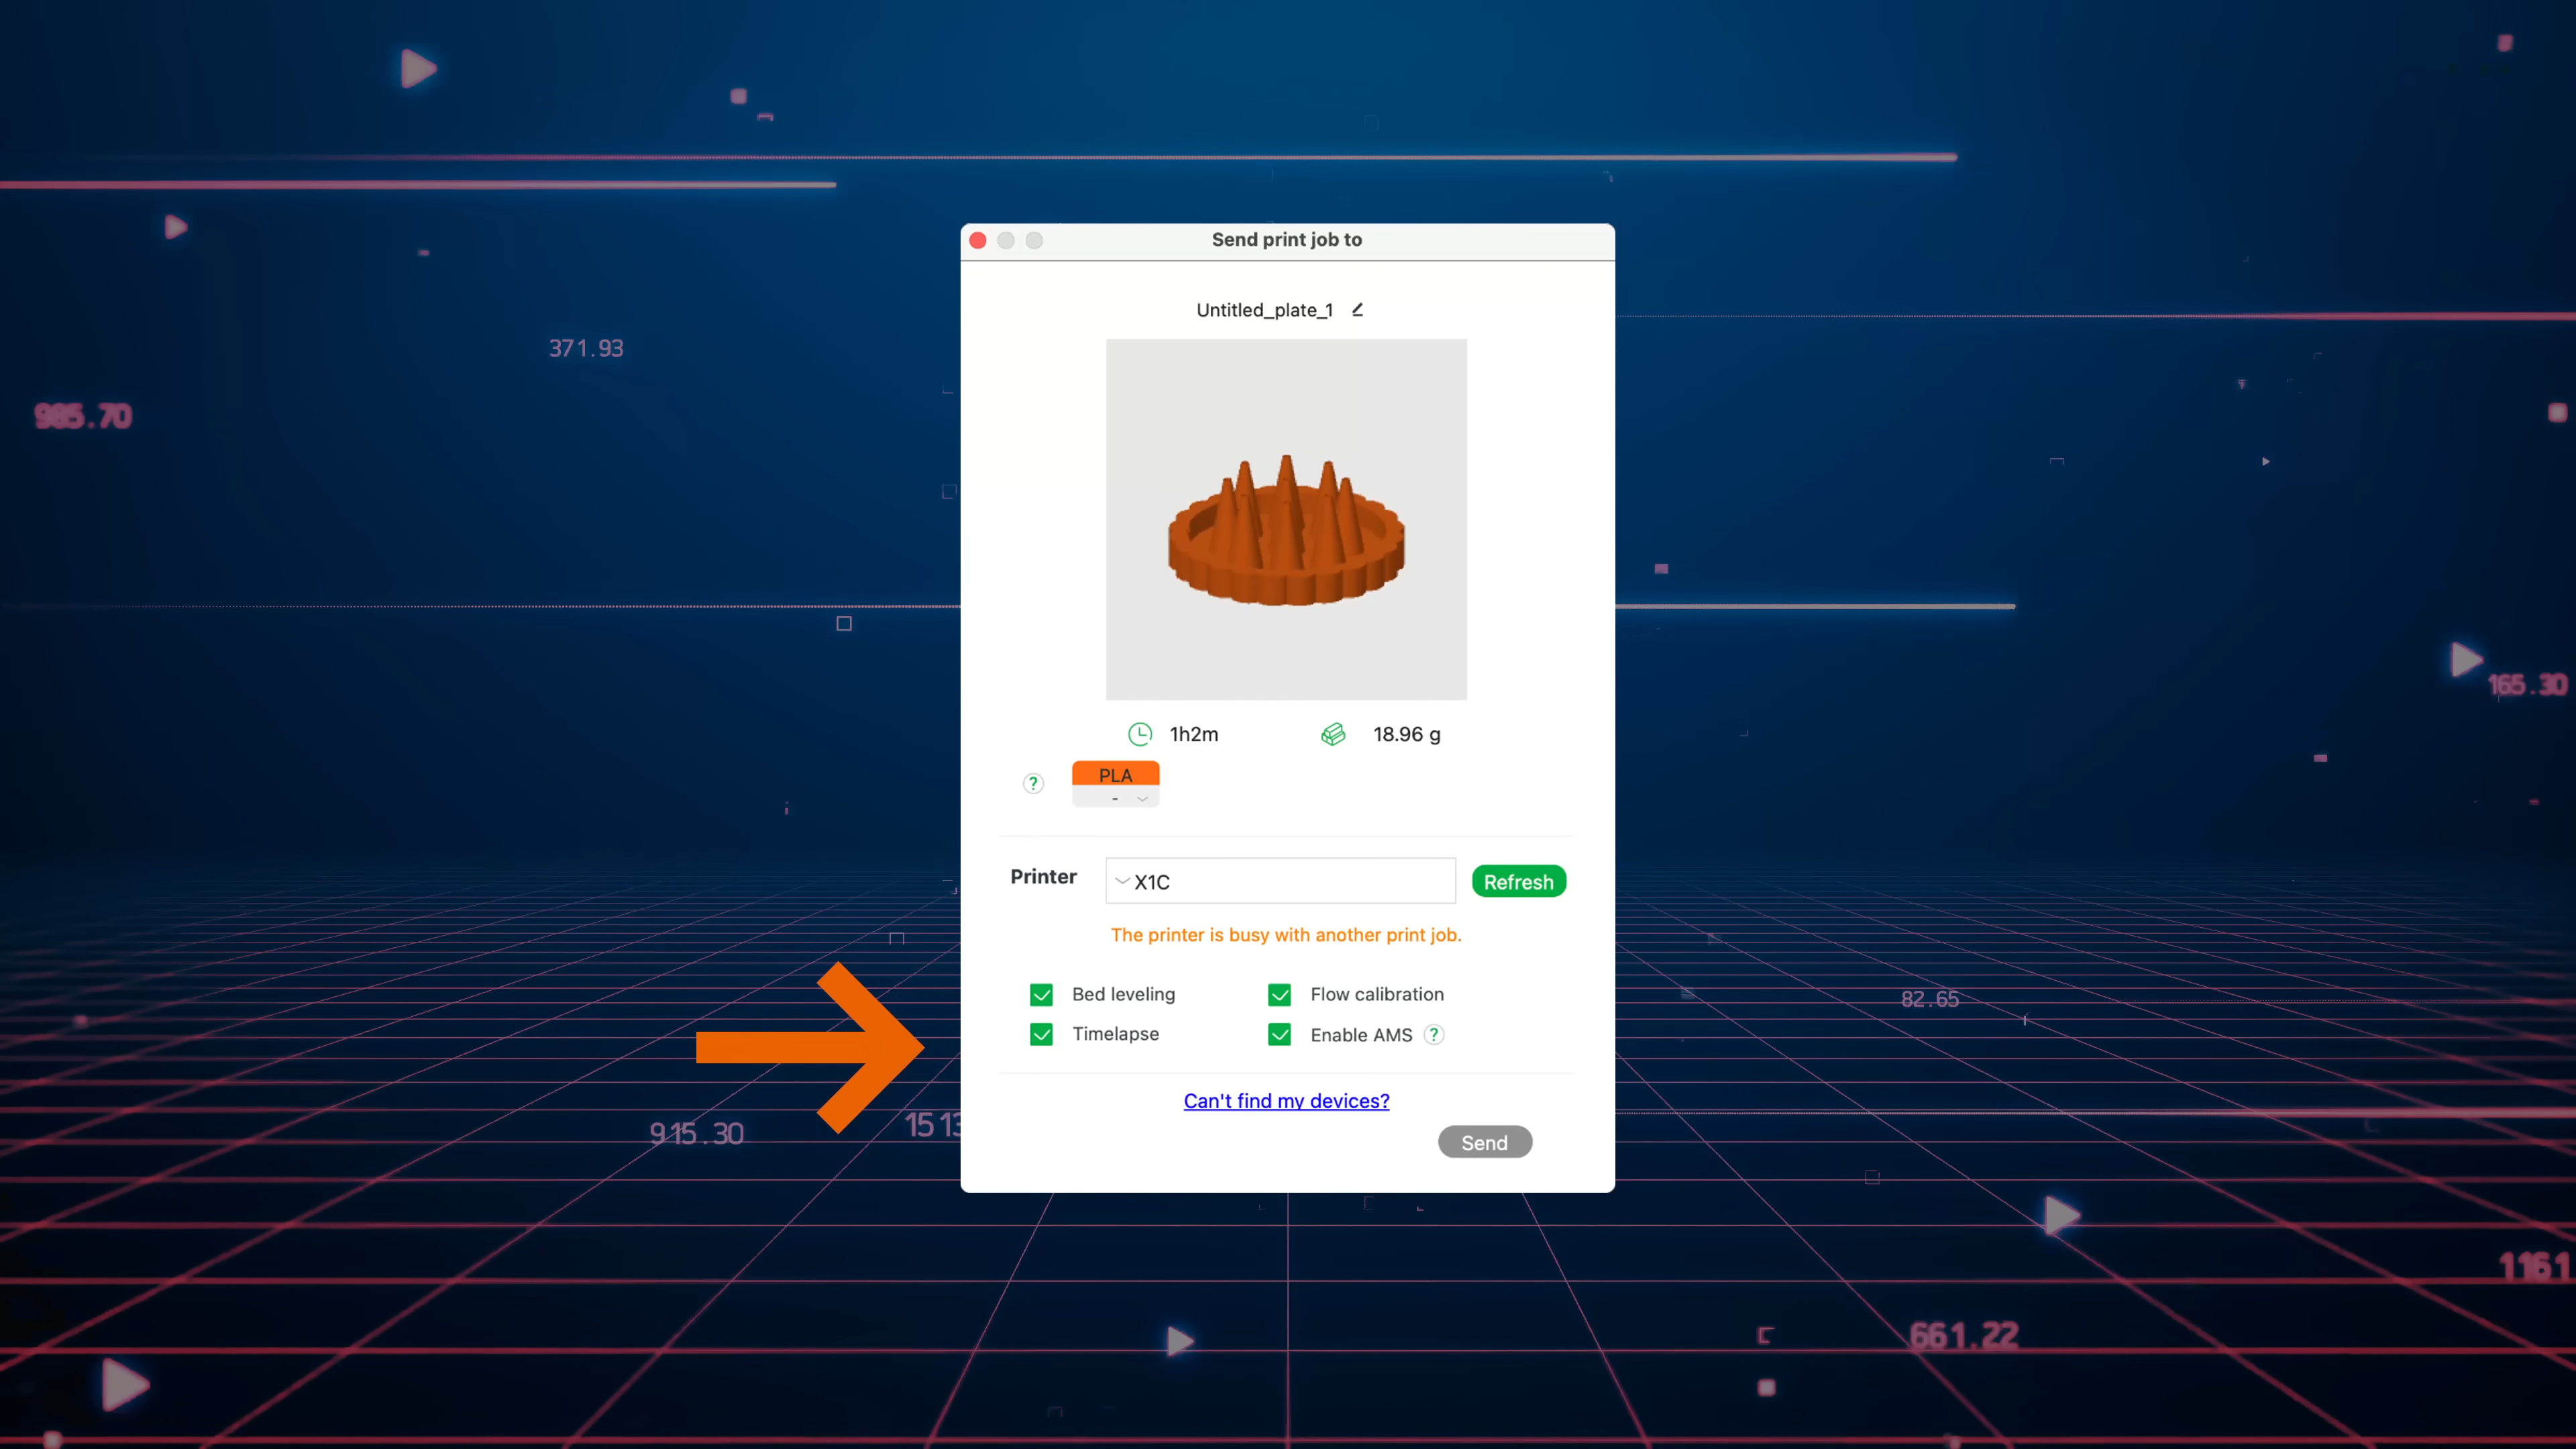 Send print job to
Untitled_plate_1
371.93
985.70
165.30
1h2m 18.96 g
? PLA
-
Printer X1C Refresh
The printer is busy with another print job.
Bed leveling Flow calibration
82.65
Timelapse Enable AMS ?
Can't find my devices?
915.30 1513
Send
1161
661.22